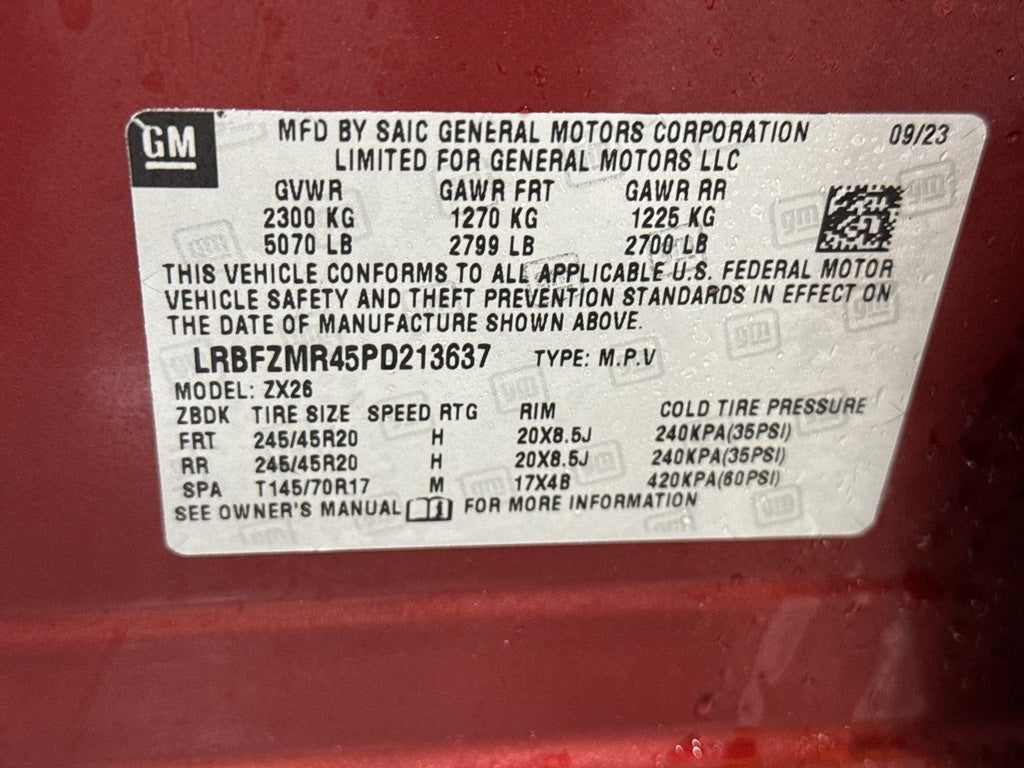 GM
MFD BY SAIC GENERAL MOTORS CORPORATION 09/23
LIMITED FOR GENERAL MOTORS LLC
GVWR GAWR FRT GAWR RR
2300 KG 1270 KG 1225 KG
5070 LB 2799 LB 2700 LB
THIS VEHICLE CONFORMS TO ALL APPLICABLE U.S. FEDERAL MOTOR
VEHICLE SAFETY AND THEFT PREVENTION STANDARDS IN EFFECT ON
THE DATE OF MANUFACTURE SHOWN ABOVE.
LRBFZMR45PD213637 TYPE: M.P.V
MODEL: ZX26
ZBDK TIRE SIZE SPEED RTG RIM COLD TIRE PRESSURE
FRT 245/45R20 H 20X8.5J 240KPA(35PSI)
RR 245/45R20 H 20X8.5J 240KPA(35PSI)
SPA T145/70R17 M 17X4B 420KPA(60PSI)
SEE OWNER'S MANUAL FOR MORE INFORMATION